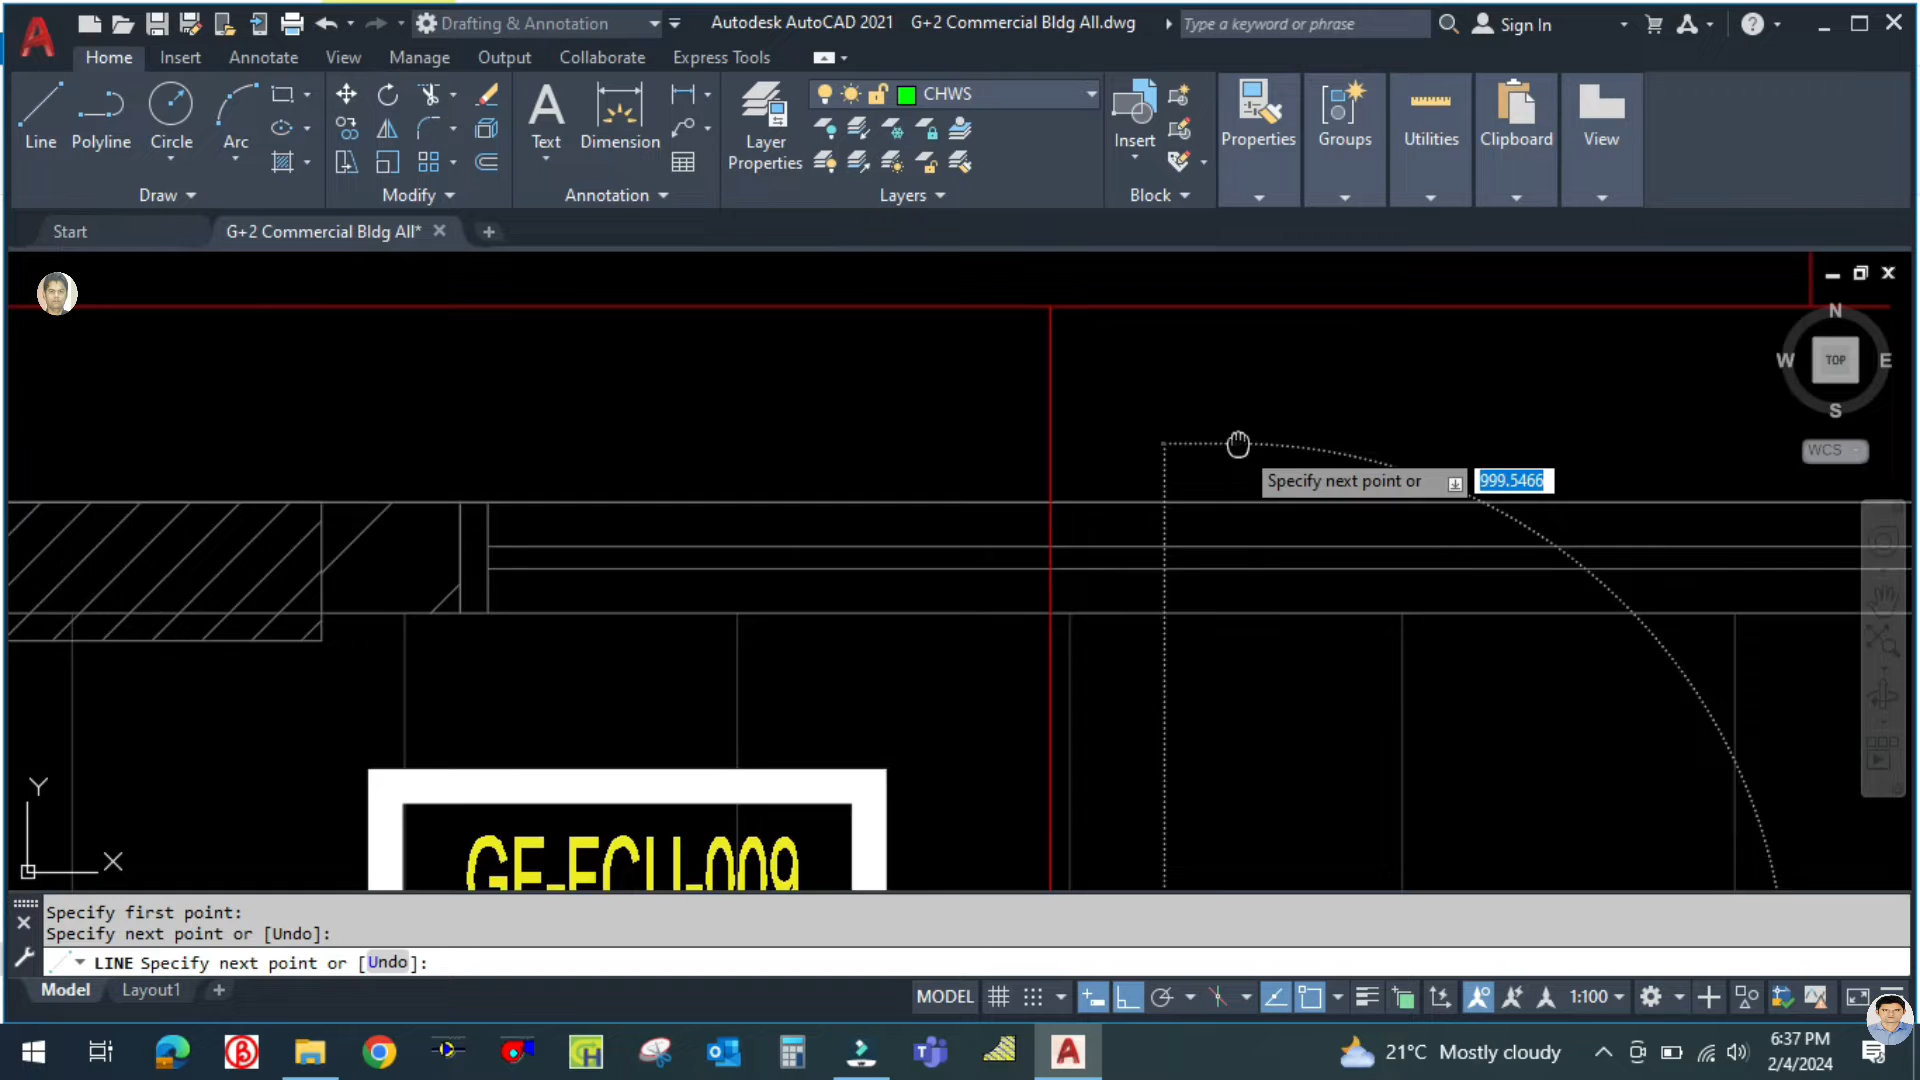 Drafting & Annotation
Autodesk AutoCAD 2021 G+2 Commercial Bldg All.dwg
Type a keyword or phrase
Sign In
Home Insert Annotate View Manage Output Collaborate Express Tools
CHWS
Line Polyline Circle Arc
Text Dimension
Layer Properties
Insert
Properties Groups Utilities Clipboard View
Draw Modify Annotation Layers Block
Start G+2 Commercial Bldg All*
N
W TOP E
S
WCS
Specify next point or 999.5466
Y
X
GF-FCU-009
Specify first point:
Specify next point or [Undo]:
LINE Specify next point or [Undo]:
Model Layout1
MODEL 1:100
21°C Mostly cloudy
6:37 PM
2/4/2024